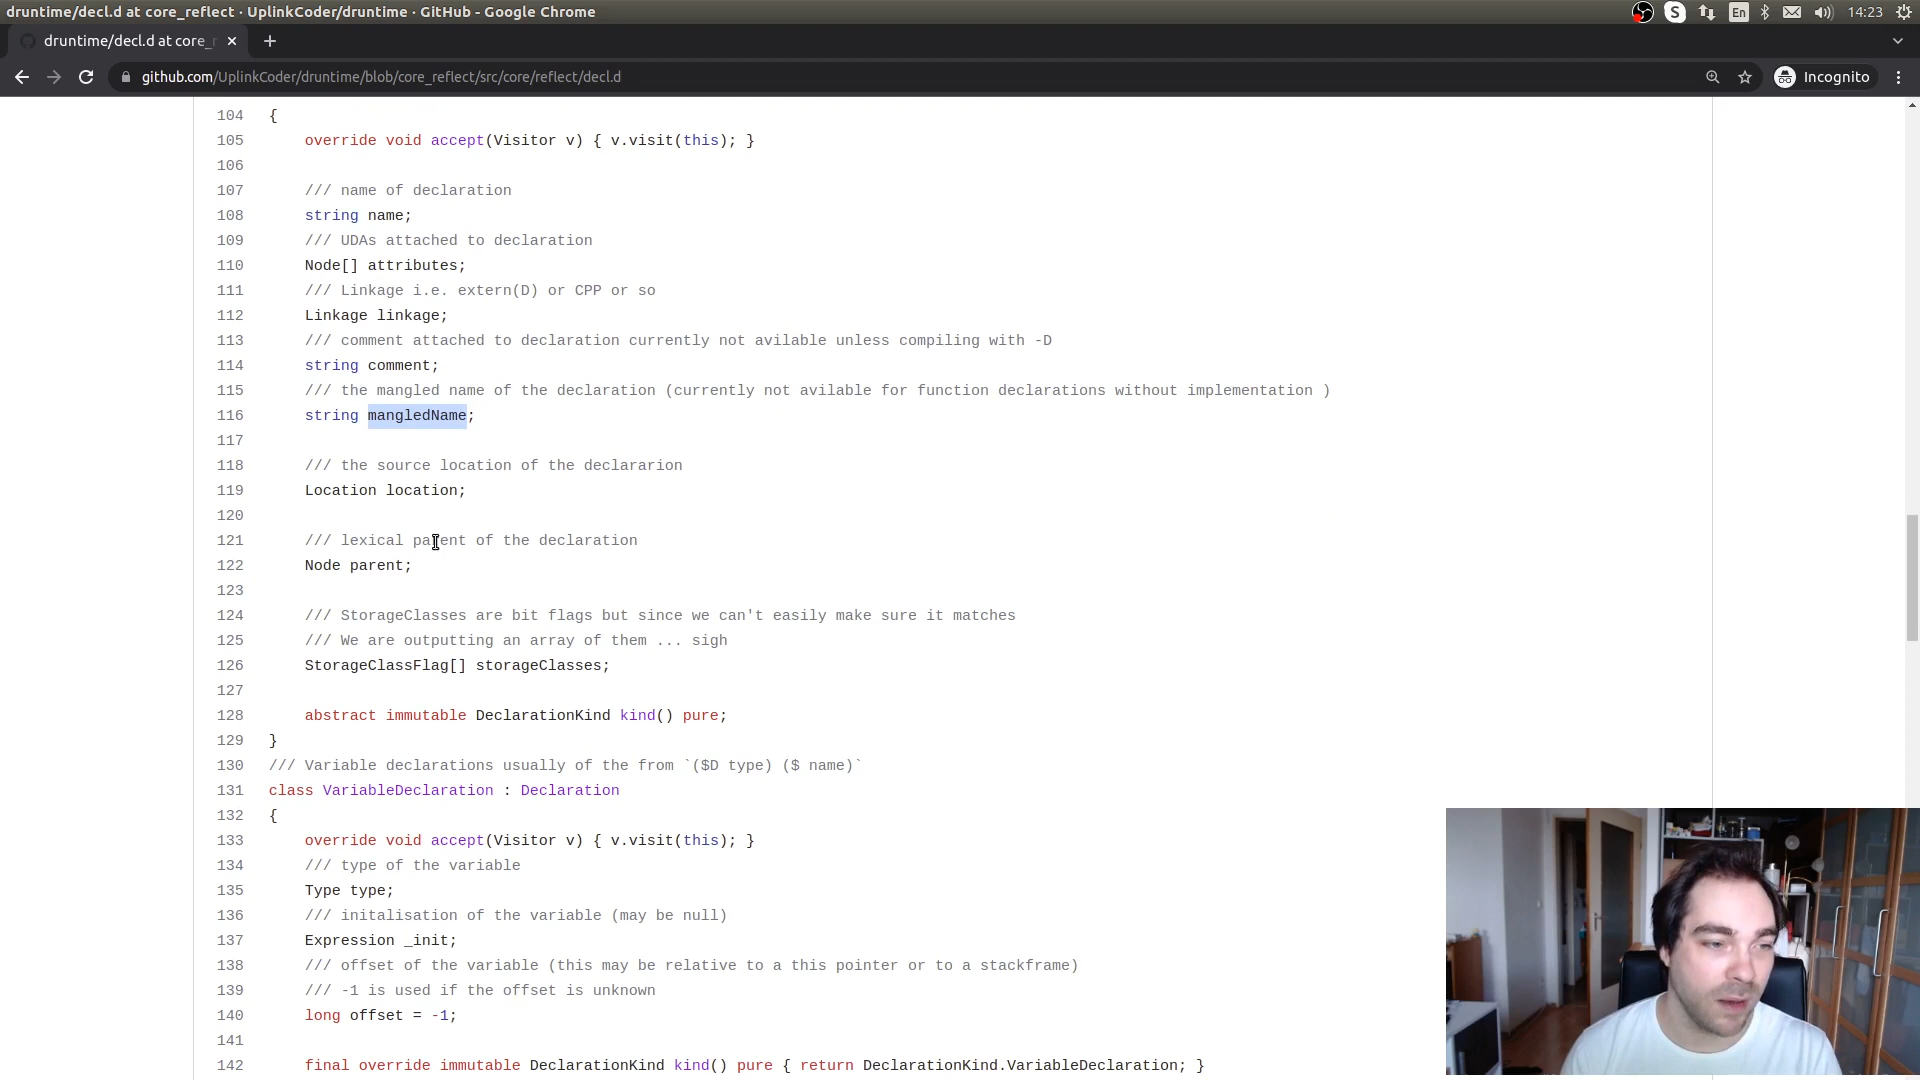 druntime/decl.d at core_reflect · UplinkCoder/druntime · GitHub - Google Chrome
S En 14:23
druntime/decl.d at core_r
github.com/UplinkCoder/druntime/blob/core_reflect/src/core/reflect/decl.d Incognito
104 {
105 override void accept(Visitor v) { v.visit(this); }
106
107 /// name of declaration
108 string name;
109 /// UDAs attached to declaration
110 Node[] attributes;
111 /// Linkage i.e. extern(D) or CPP or so
112 Linkage linkage;
113 /// comment attached to declaration currently not avilable unless compiling with -D
114 string comment;
115 /// the mangled name of the declaration (currently not avilable for function declarations without implementation )
116 string mangledName;
117
118 /// the source location of the declararion
119 Location location;
120
121 /// lexical parent of the declaration
122 Node parent;
123
124 /// StorageClasses are bit flags but since we can't easily make sure it matches
125 /// We are outputting an array of them ... sigh
126 StorageClassFlag[] storageClasses;
127
128 abstract immutable DeclarationKind kind() pure;
129 }
130 /// Variable declarations usually of the from `($D type) ($ name)`
131 class VariableDeclaration : Declaration
132 {
133 override void accept(Visitor v) { v.visit(this); }
134 /// type of the variable
135 Type type;
136 /// initalisation of the variable (may be null)
137 Expression _init;
138 /// offset of the variable (this may be relative to a this pointer or to a stackframe)
139 /// -1 is used if the offset is unknown
140 long offset = -1;
141
142 final override immutable DeclarationKind kind() pure { return DeclarationKind.VariableDeclaration; }